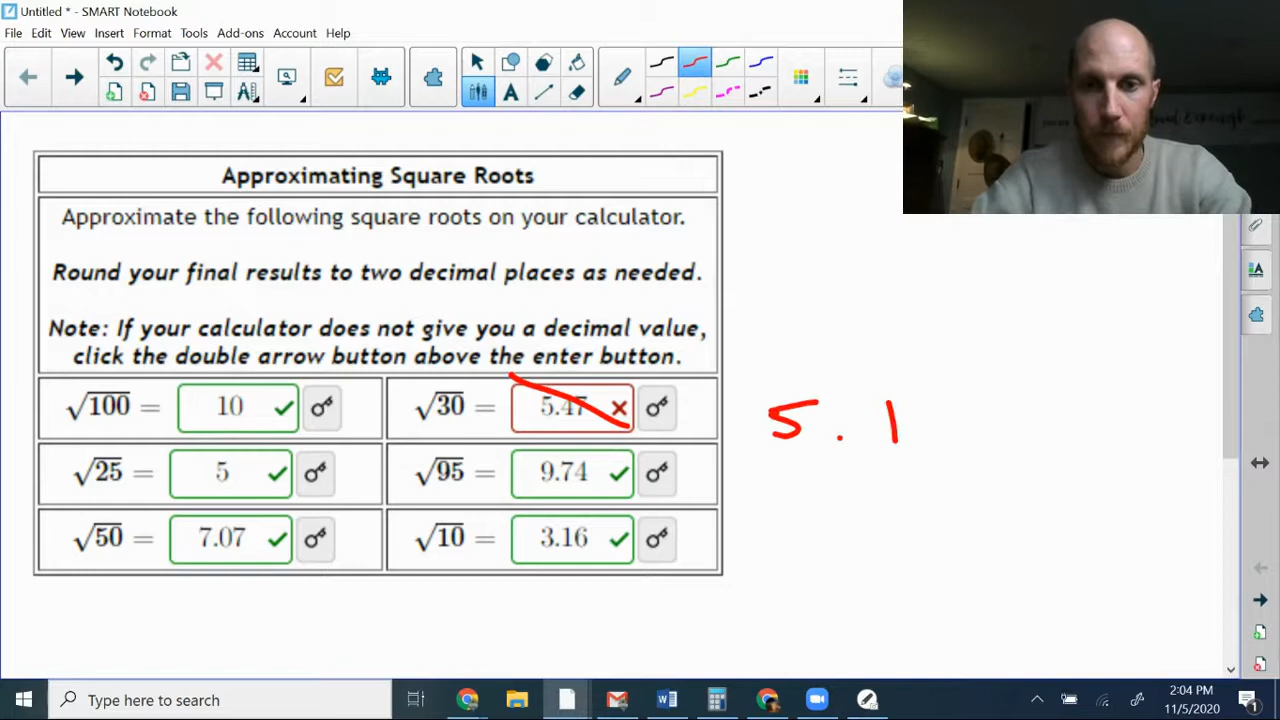 Untitled * - SMART Notebook
File Edit View Insert Format Tools Add-ons Account Help
Approximating Square Roots
Approximate the following square roots on your calculator.
Round your final results to two decimal places as needed.
Note: If your calculator does not give you a decimal value,
click the double arrow button above the enter button.
√100 = 10 √30 = 5.47
5.1
√25 = 5 √95 = 9.74
√50 = 7.07 √10 = 3.16
Type here to search
2:04 PM
11/5/2020
1